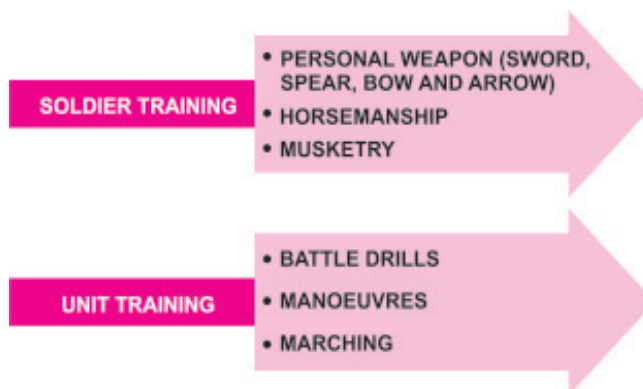 SOLDIER TRAINING
• PERSONAL WEAPON (SWORD,
SPEAR, BOW AND ARROW)
• HORSEMANSHIP
• MUSKETRY
UNIT TRAINING
• BATTLE DRILLS
• MANOEUVRES
• MARCHING